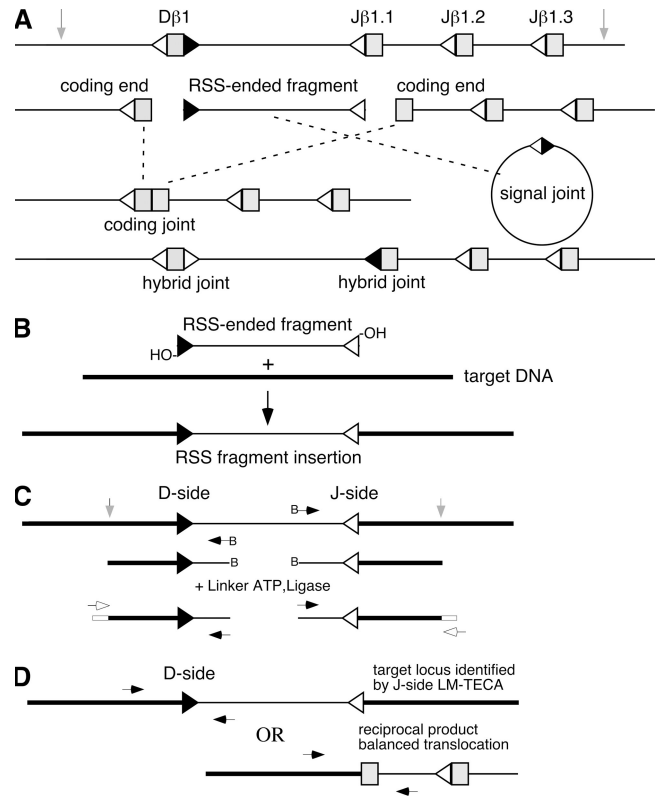 A
Dβ1 Jβ1.1 Jβ1.2 Jβ1.3
coding end RSS-ended fragment coding end
signal joint
coding joint
hybrid joint hybrid joint
B
RSS-ended fragment
HO- -OH
+
target DNA
RSS fragment insertion
C
D-side J-side
B
B
B B
+ Linker ATP,Ligase
D
D-side
target locus identified
by J-side LM-TECA
OR
reciprocal product
balanced translocation